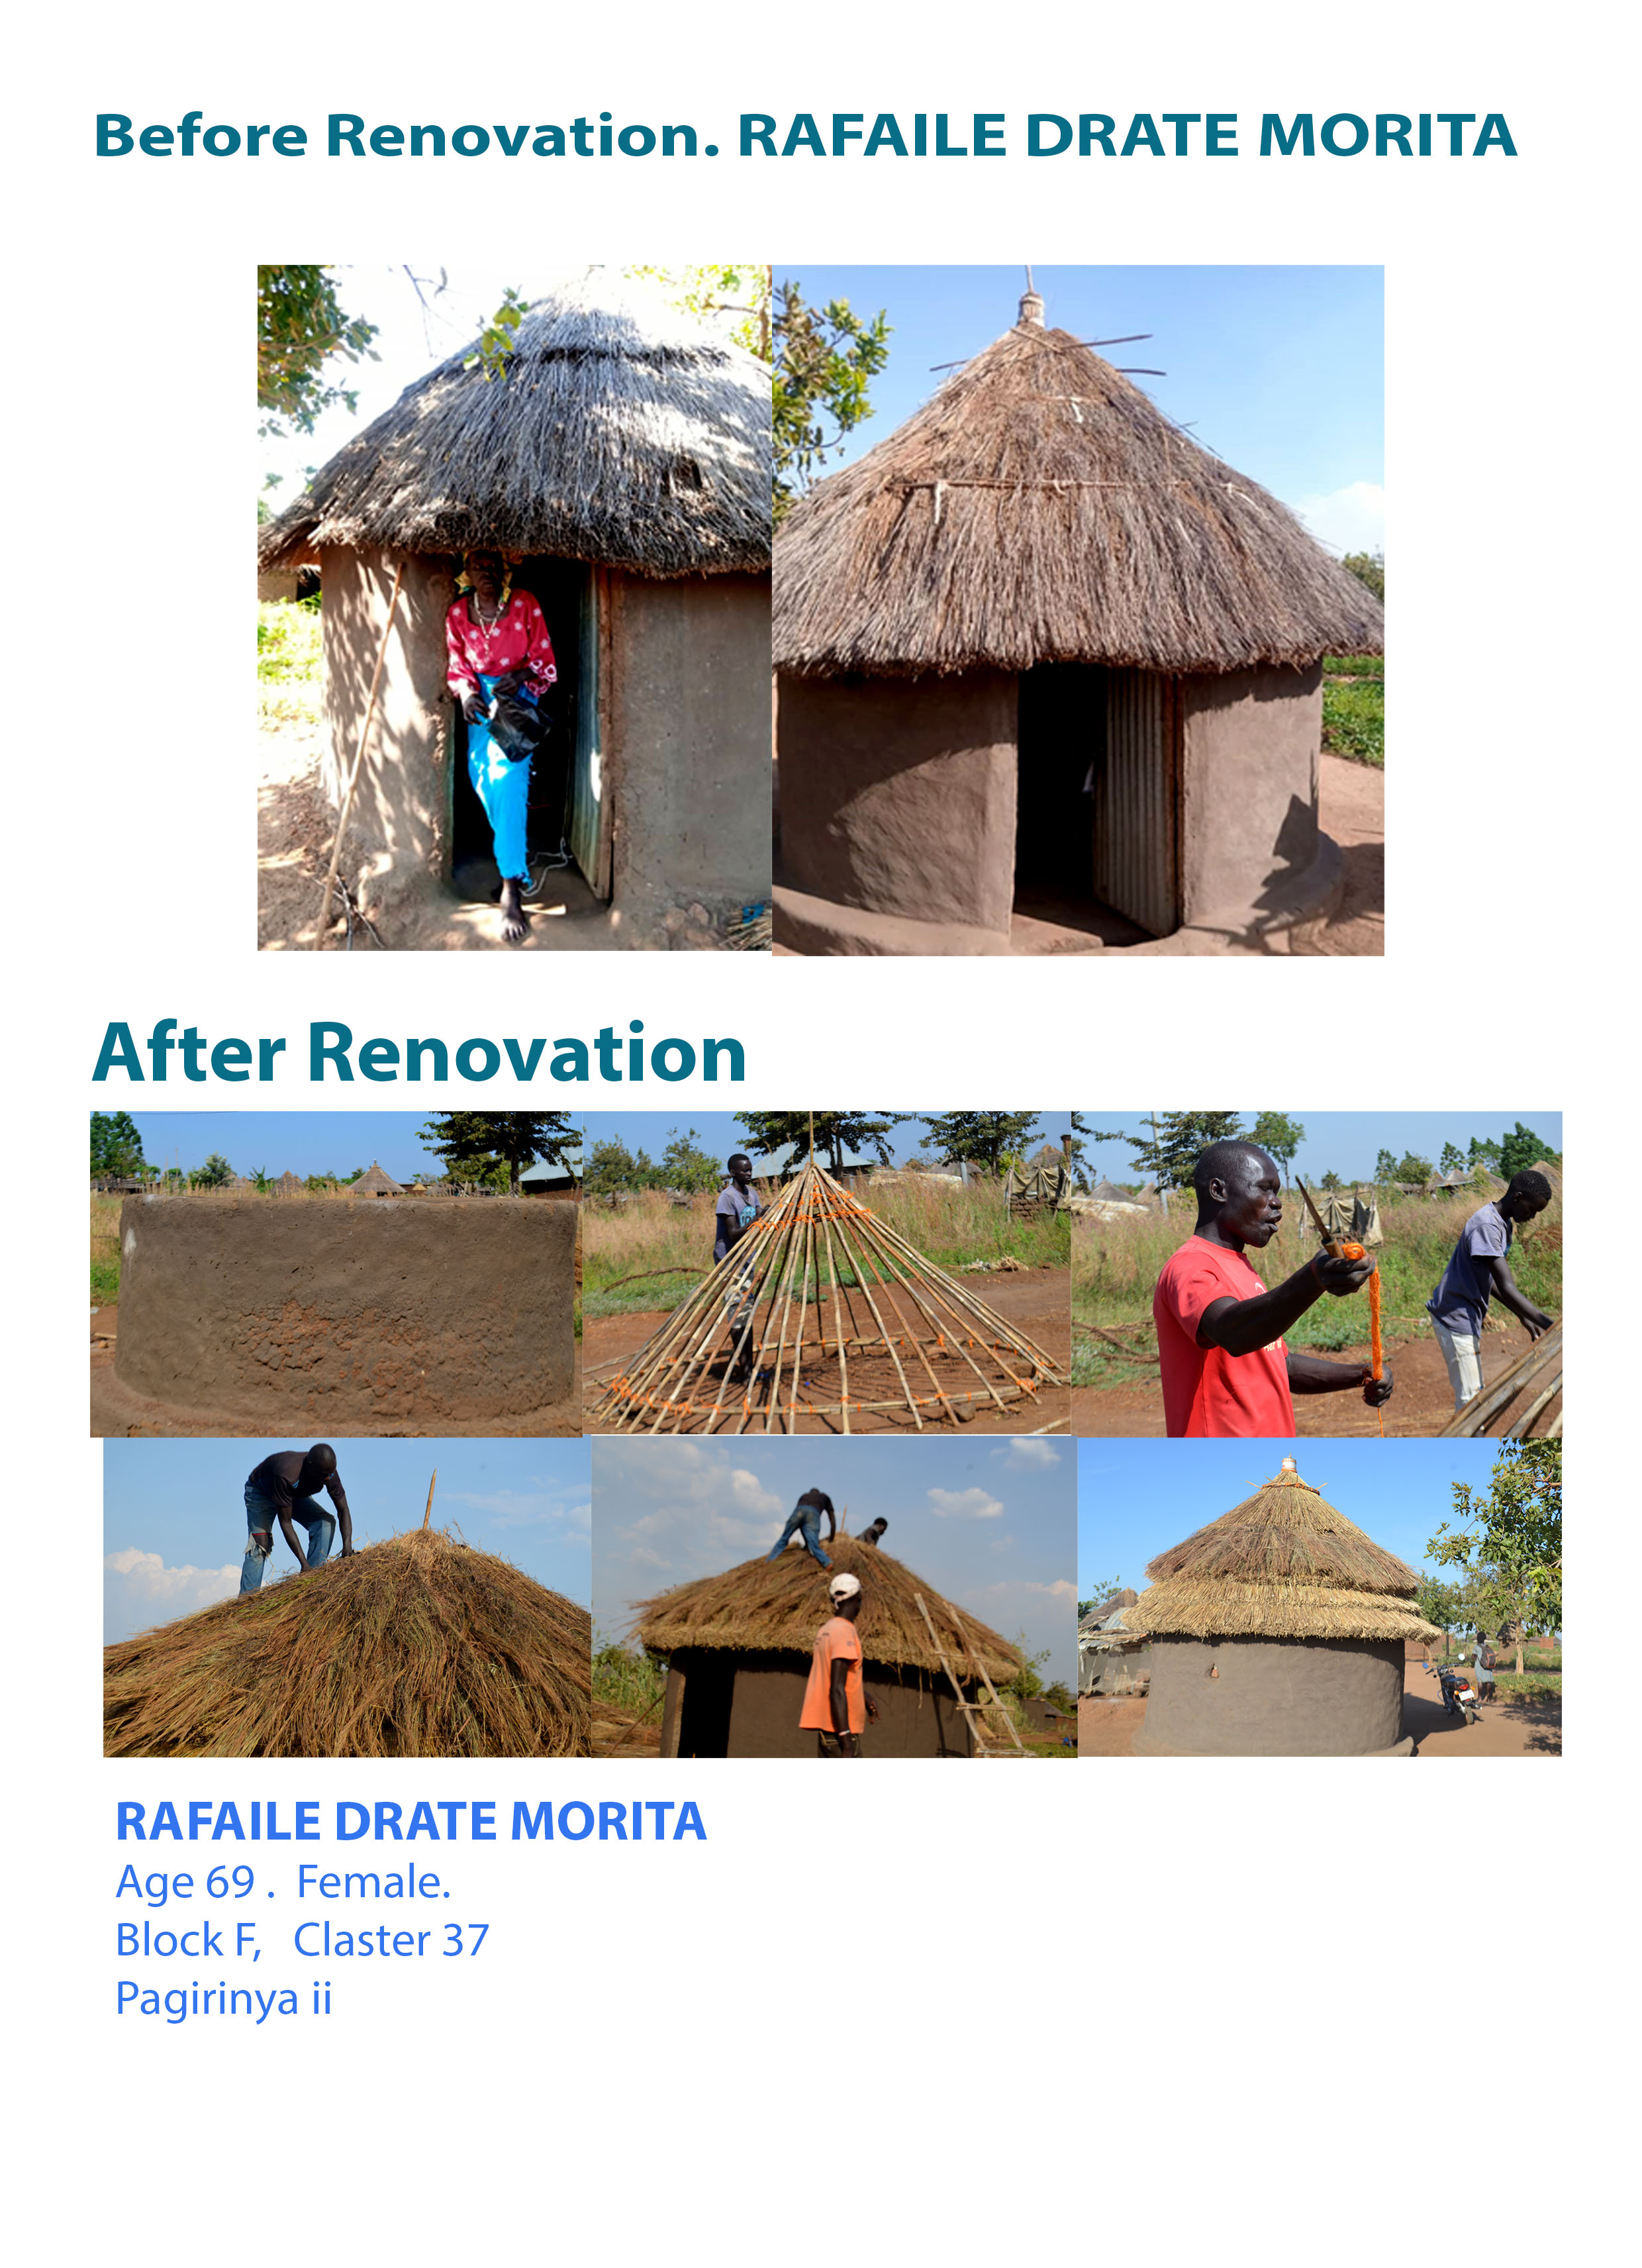 Before Renovation. RAFAILE DRATE MORITA
After Renovation
RAFAILE DRATE MORITA
Age 69 . Female.
Block F, Claster 37
Pagirinya ii